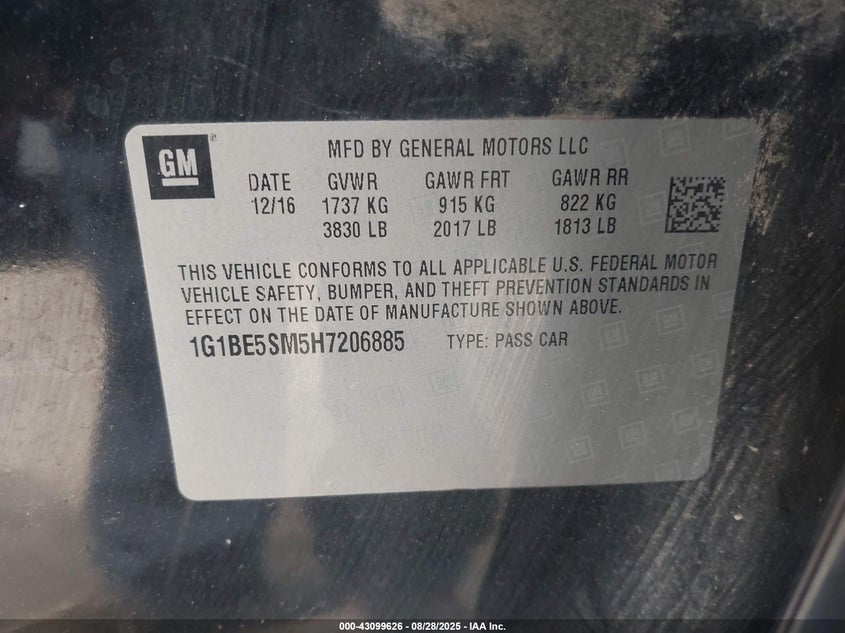 GM
MFD BY GENERAL MOTORS LLC
DATE GVWR GAWR FRT GAWR RR
12/16 1737 KG 915 KG 822 KG
3830 LB 2017 LB 1813 LB
THIS VEHICLE CONFORMS TO ALL APPLICABLE U.S. FEDERAL MOTOR
VEHICLE SAFETY, BUMPER, AND THEFT PREVENTION STANDARDS IN
EFFECT ON THE DATE OF MANUFACTURE SHOWN ABOVE.
1G1BE5SM5H7206885 TYPE: PASS CAR
000-43099626 - 08/28/2025 - IAA Inc.